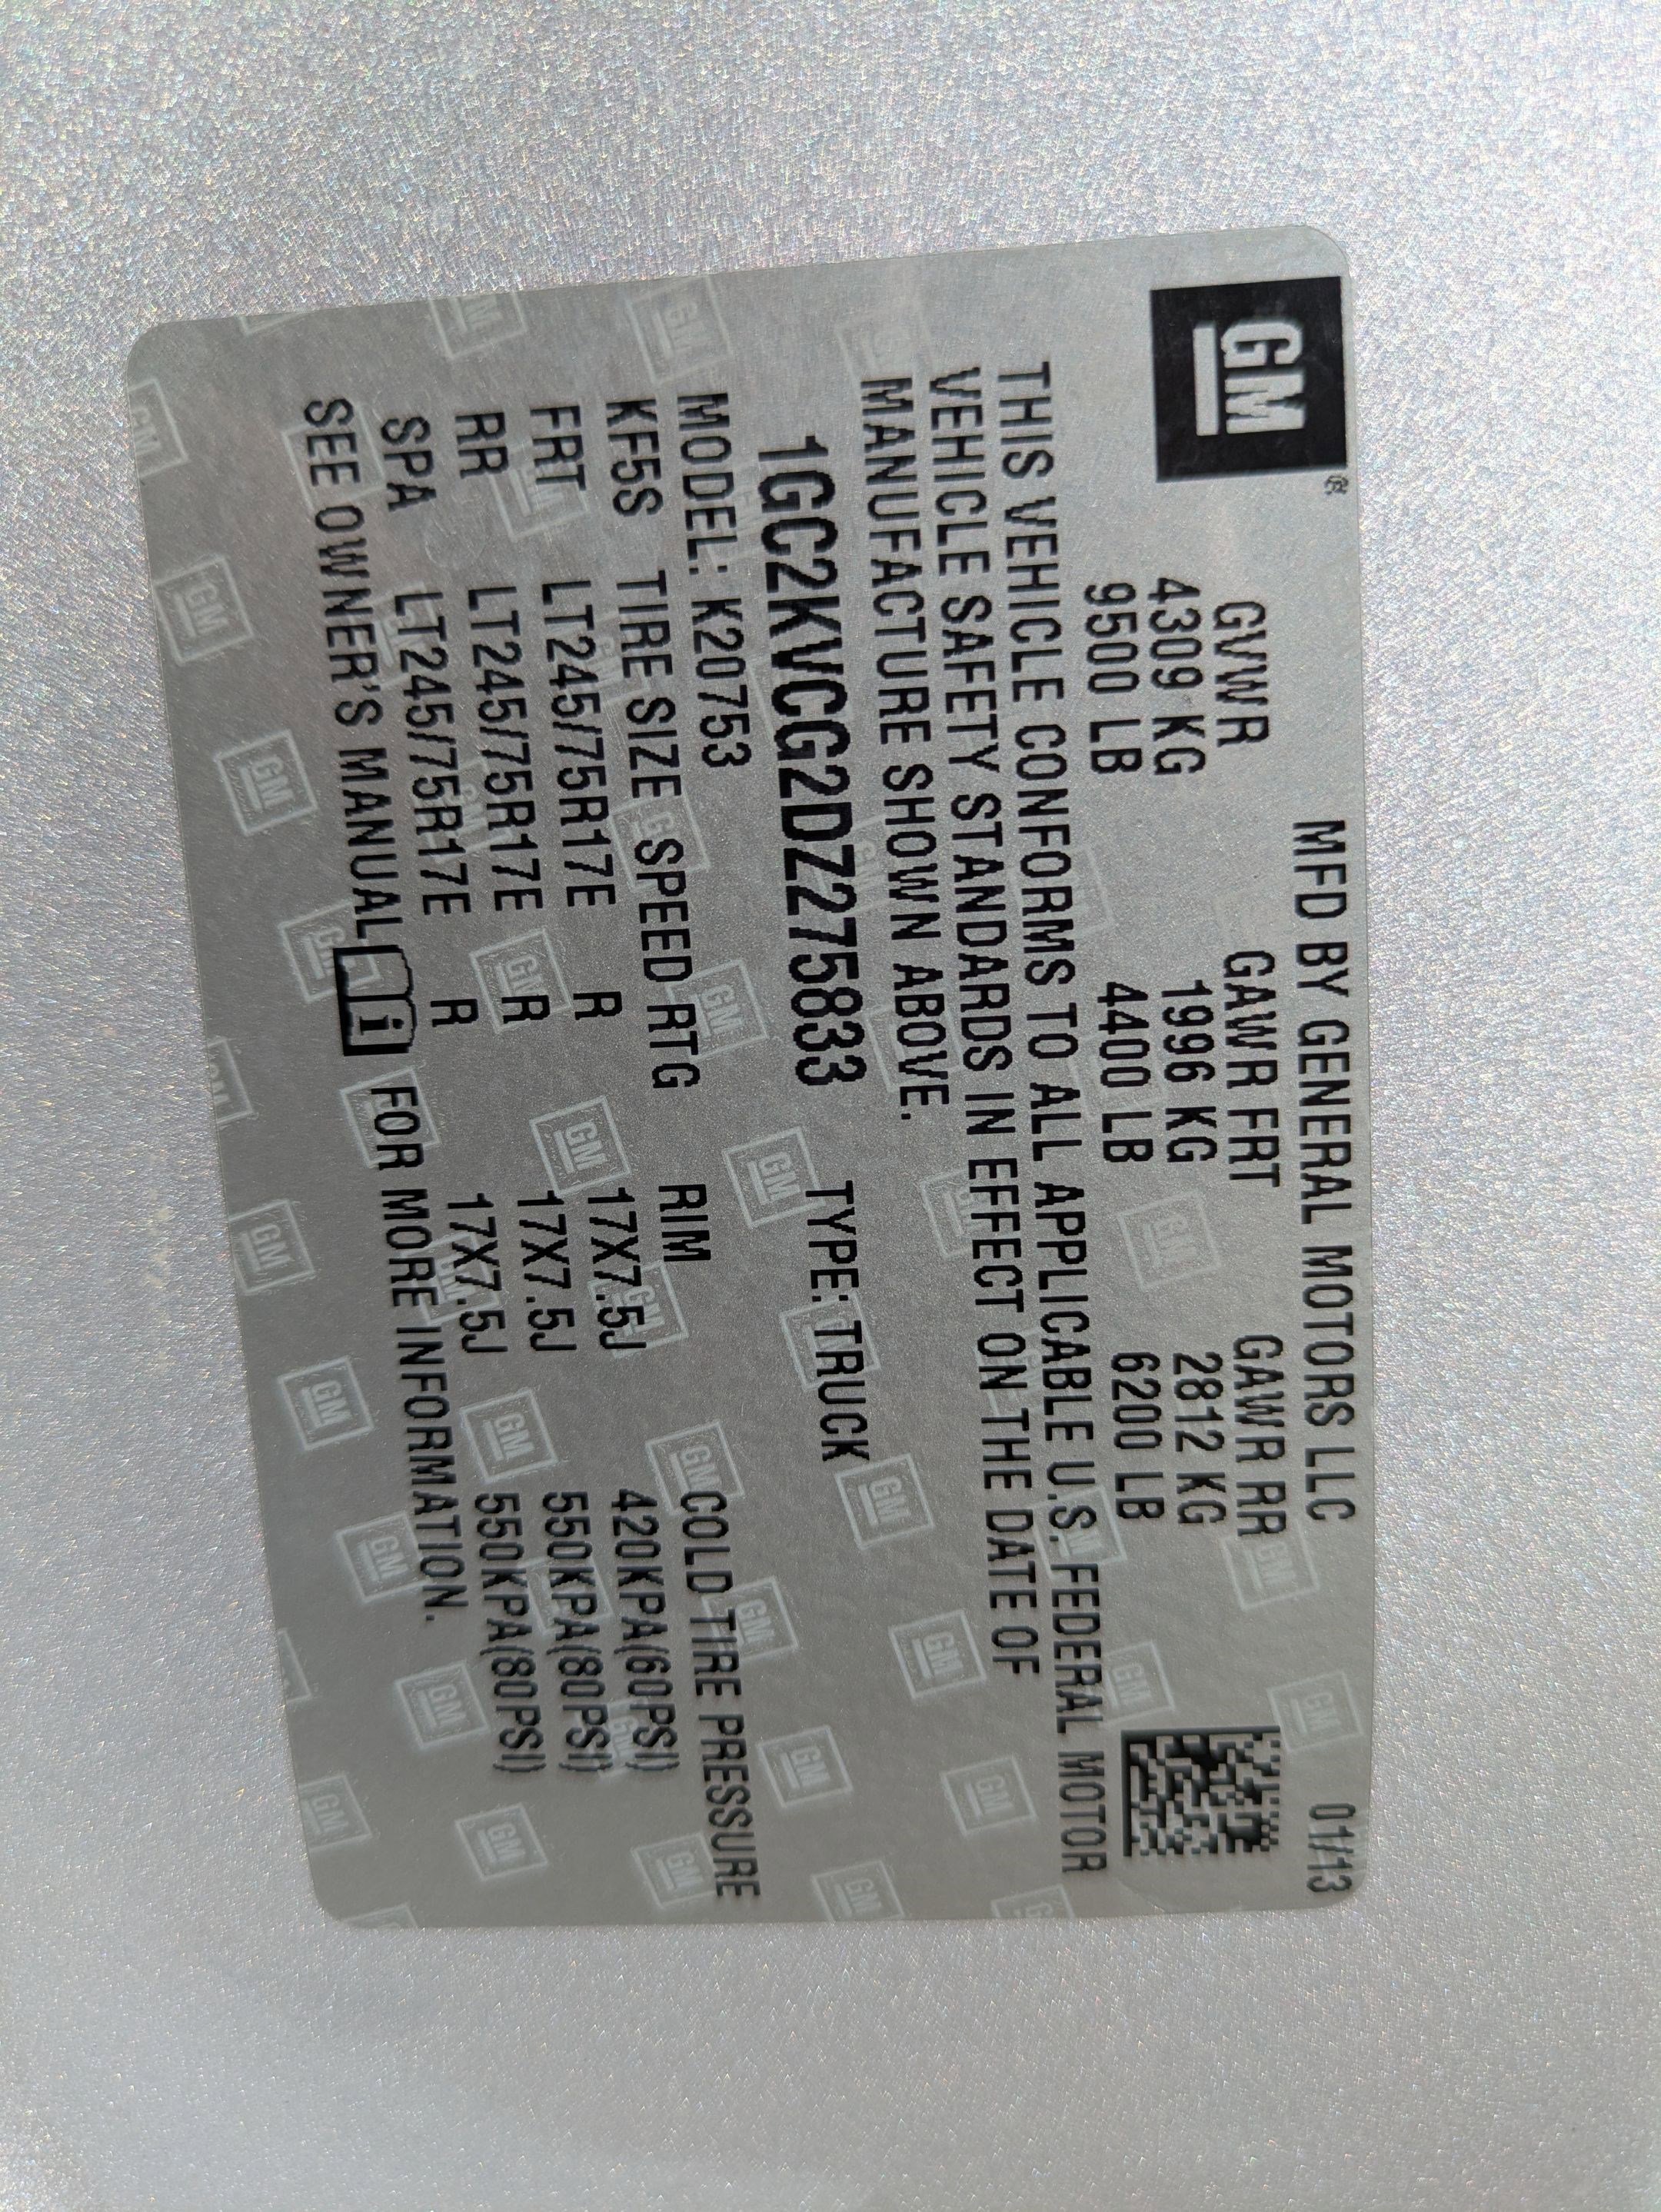 GM®
MFD BY GENERAL MOTORS LLC 01/13
GVWR GAWR FRT GAWR RR
4309 KG 1996 KG 2812 KG
9500 LB 4400 LB 6200 LB
THIS VEHICLE CONFORMS TO ALL APPLICABLE U.S. FEDERAL MOTOR
VEHICLE SAFETY STANDARDS IN EFFECT ON THE DATE OF
MANUFACTURE SHOWN ABOVE.
1GC2KVCG2DZ275833 TYPE: TRUCK
MODEL: K20753
KF5S TIRE SIZE SPEED RTG RIM COLD TIRE PRESSURE
FRT LT245/75R17E R 17X7.5J 420KPA(60PSI)
RR LT245/75R17E R 17X7.5J 550KPA(80PSI)
SPA LT245/75R17E R 17X7.5J 550KPA(80PSI)
SEE OWNER'S MANUAL i FOR MORE INFORMATION.